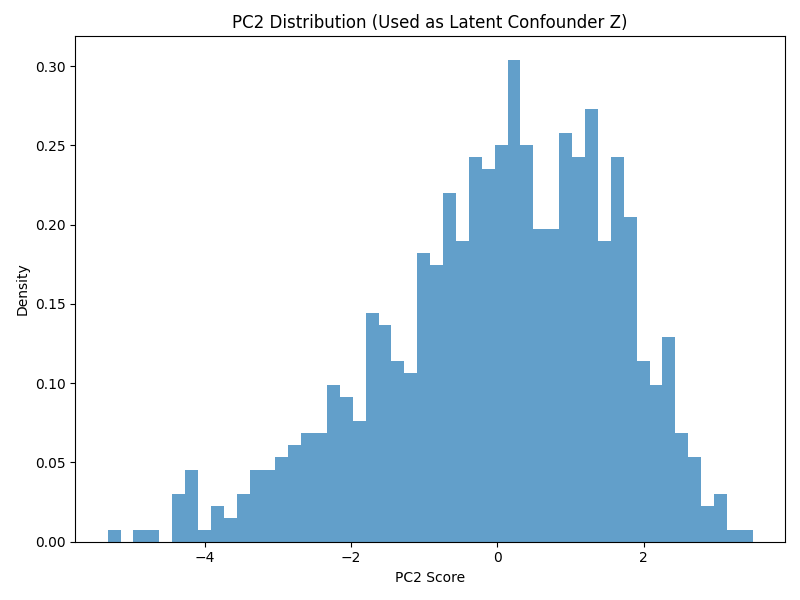 PC2 Distribution (Used as Latent Confounder Z)
0.30
0.25
0.20
0.15
0.10
0.05
0.00
Density
−4 −2 0 2
PC2 Score